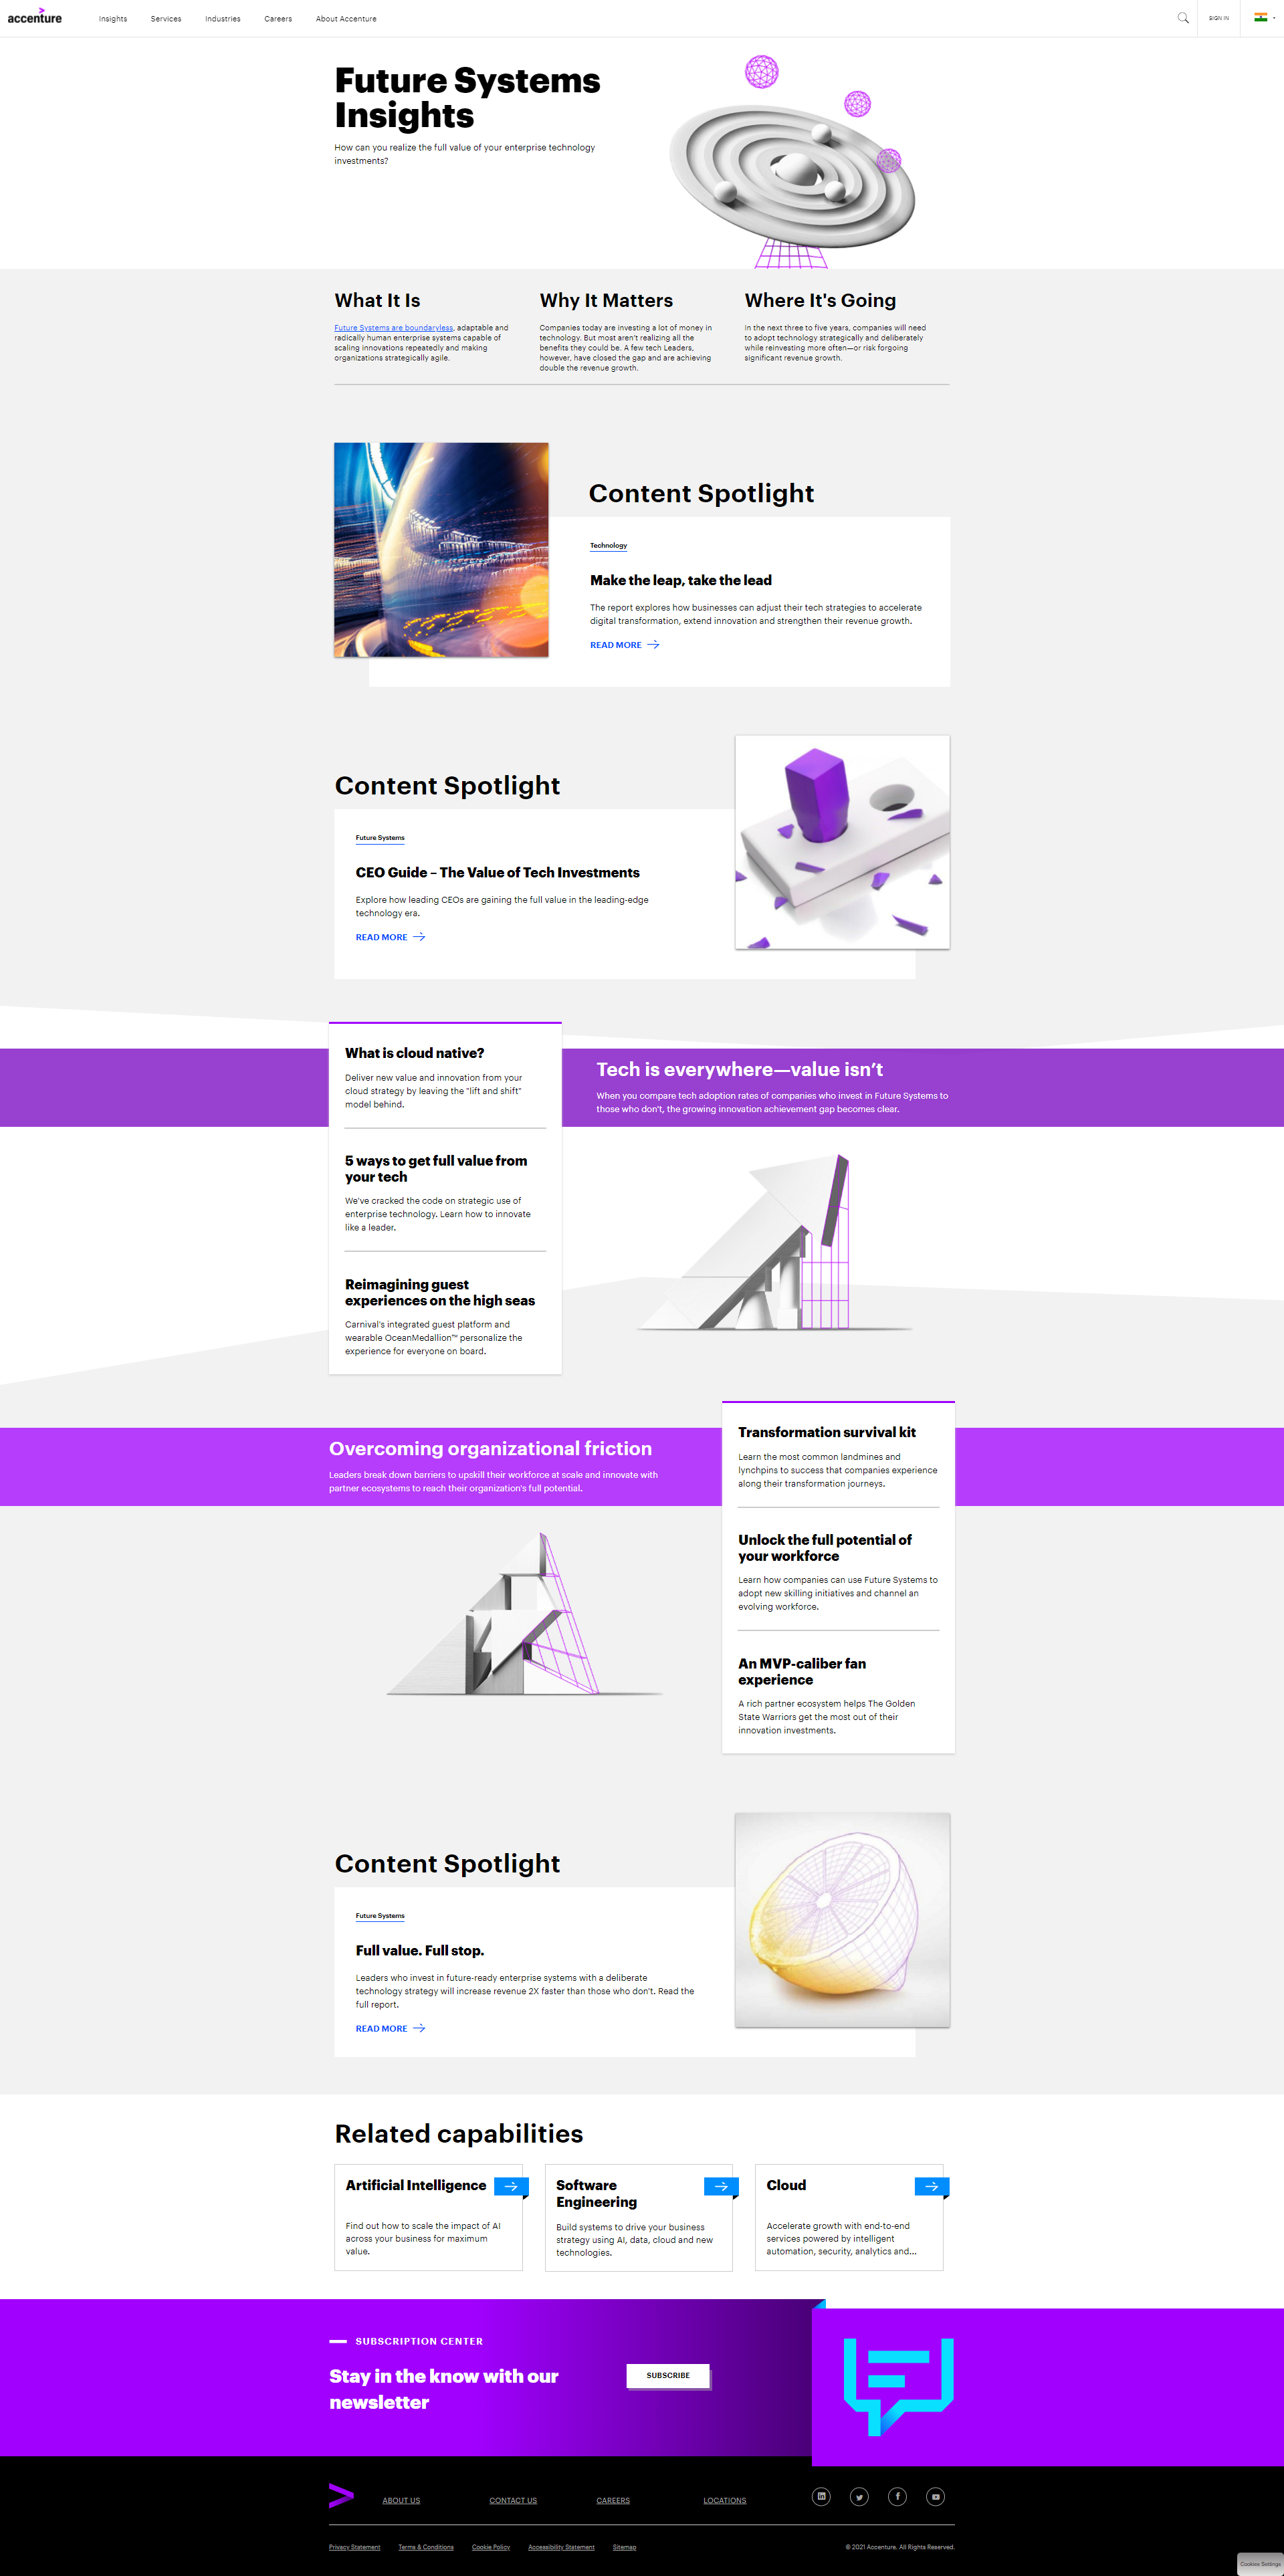 accenture
Insights
Services
Industries
Careers
About Accenture
SIGN IN
Future Systems
Insights
How can you realize the full value of your enterprise technology
investments?
What It Is
Future Systems are boundaryless, adaptable and
radically human enterprise systems capable of
scaling innovations repeatedly and making
organizations strategically agile.
Why It Matters
Companies today are investing a lot of money in
technology. But most aren't realizing all the
benefits they could be. A few tech Leaders,
however, have closed the gap and are achieving
double the revenue growth.
Where It's Going
In the next three to five years, companies will need
to adopt technology strategically and deliberately
while reinvesting more often—or risk forgoing
significant revenue growth.
Content Spotlight
Technology
Make the leap, take the lead
The report explores how businesses can adjust their tech strategies to accelerate
digital transformation, extend innovation and strengthen their revenue growth.
READ MORE
Content Spotlight
Future Systems
CEO Guide – The Value of Tech Investments
Explore how leading CEOs are gaining the full value in the leading-edge
technology era.
READ MORE
What is cloud native?
Deliver new value and innovation from your
cloud strategy by leaving the "lift and shift"
model behind.
5 ways to get full value from
your tech
We've cracked the code on strategic use of
enterprise technology. Learn how to innovate
like a leader.
Reimagining guest
experiences on the high seas
Carnival's integrated guest platform and
wearable OceanMedallion™ personalize the
experience for everyone on board.
Tech is everywhere—value isn't
When you compare tech adoption rates of companies who invest in Future Systems to
those who don't, the growing innovation achievement gap becomes clear.
Overcoming organizational friction
Leaders break down barriers to upskill their workforce at scale and innovate with
partner ecosystems to reach their organization's full potential.
Transformation survival kit
Learn the most common landmines and
lynchpins to success that companies experience
along their transformation journeys.
Unlock the full potential of
your workforce
Learn how companies can use Future Systems to
adopt new skilling initiatives and channel an
evolving workforce.
An MVP-caliber fan
experience
A rich partner ecosystem helps The Golden
State Warriors get the most out of their
innovation investments.
Content Spotlight
Future Systems
Full value. Full stop.
Leaders who invest in future-ready enterprise systems with a deliberate
technology strategy will increase revenue 2X faster than those who don't. Read the
full report.
READ MORE
Related capabilities
Artificial Intelligence
Find out how to scale the impact of AI
across your business for maximum
value.
Software
Engineering
Build systems to drive your business
strategy using AI, data, cloud and new
technologies.
Cloud
Accelerate growth with end-to-end
services powered by intelligent
automation, security, analytics and...
SUBSCRIPTION CENTER
Stay in the know with our
newsletter
SUBSCRIBE
ABOUT US
CONTACT US
CAREERS
LOCATIONS
Privacy Statement
Terms & Conditions
Cookie Policy
Accessibility Statement
Sitemap
© 2021 Accenture. All Rights Reserved.
Cookies Settings